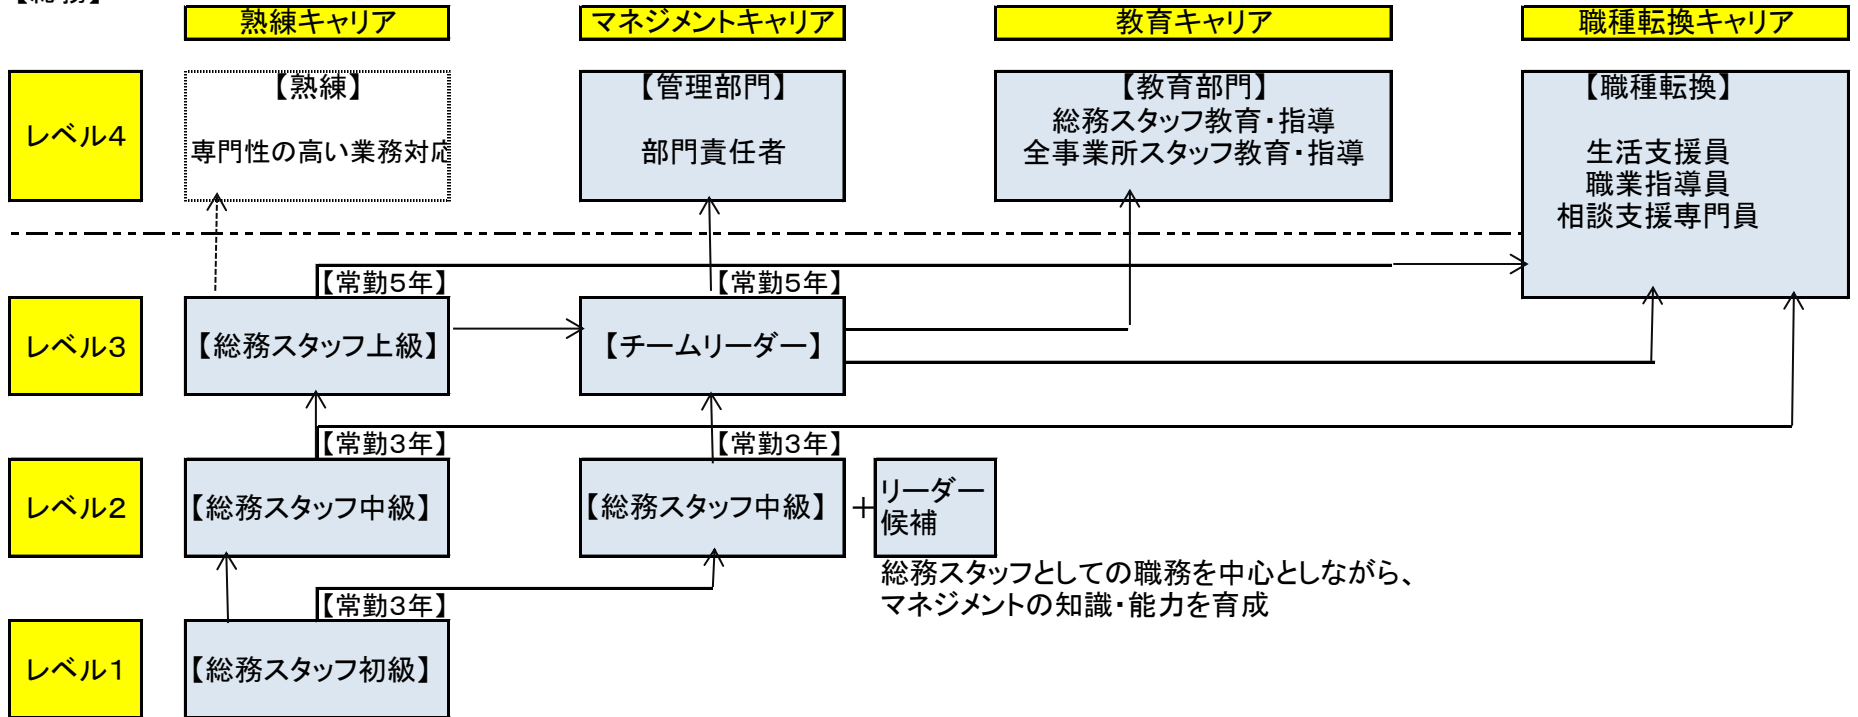 熟練キャリア
マネジメントキャリア
教育キャリア
職種転換キャリア
レベル4
【熟練】
専門性の高い業務対応
【管理部門】
部門責任者
【教育部門】
総務スタッフ教育・指導
全事業所スタッフ教育・指導
【職種転換】
生活支援員
職業指導員
相談支援専門員
【常勤5年】
【常勤5年】
レベル3
【総務スタッフ上級】
【チームリーダー】
【常勤3年】
【常勤3年】
レベル2
【総務スタッフ中級】
【総務スタッフ中級】
＋
リーダー
候補
総務スタッフとしての職務を中心としながら、
マネジメントの知識・能力を育成
【常勤3年】
レベル1
【総務スタッフ初級】